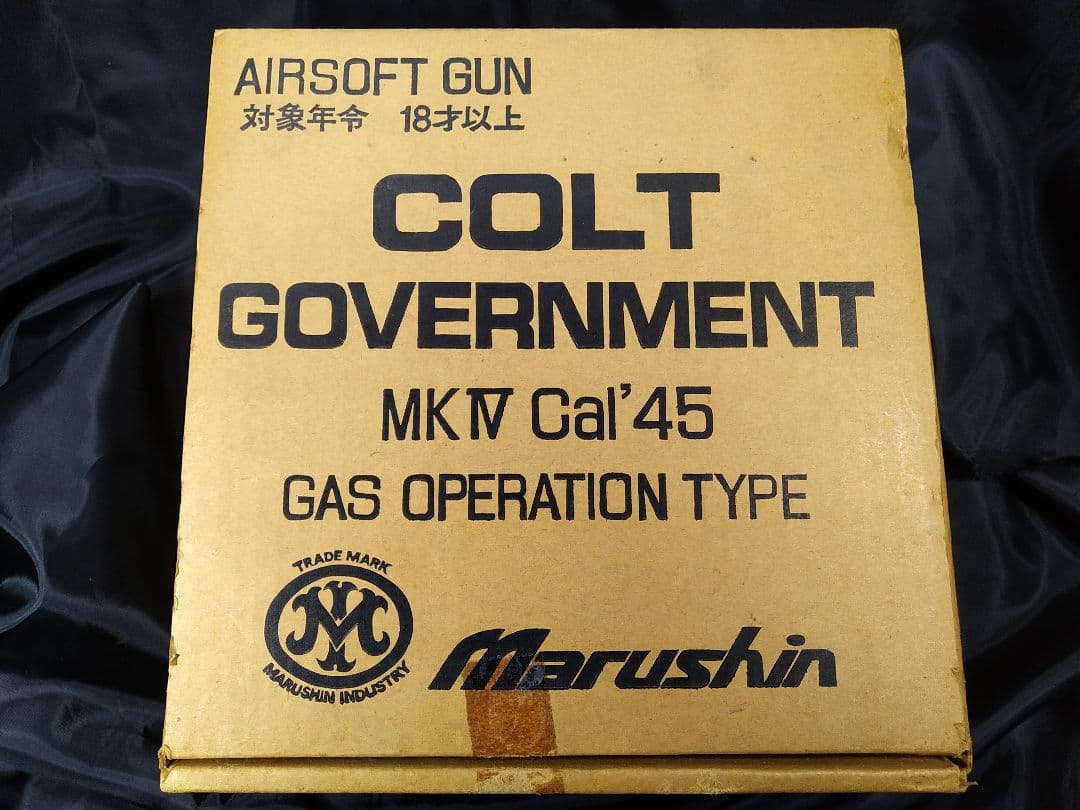 AIRSOFT GUN
対象年令 18才以上
COLT
GOVERNMENT
MKⅣ Cal'45
GAS OPERATION TYPE
TRADE MARK
M
MARUSHIN INDUSTRY
Marushin